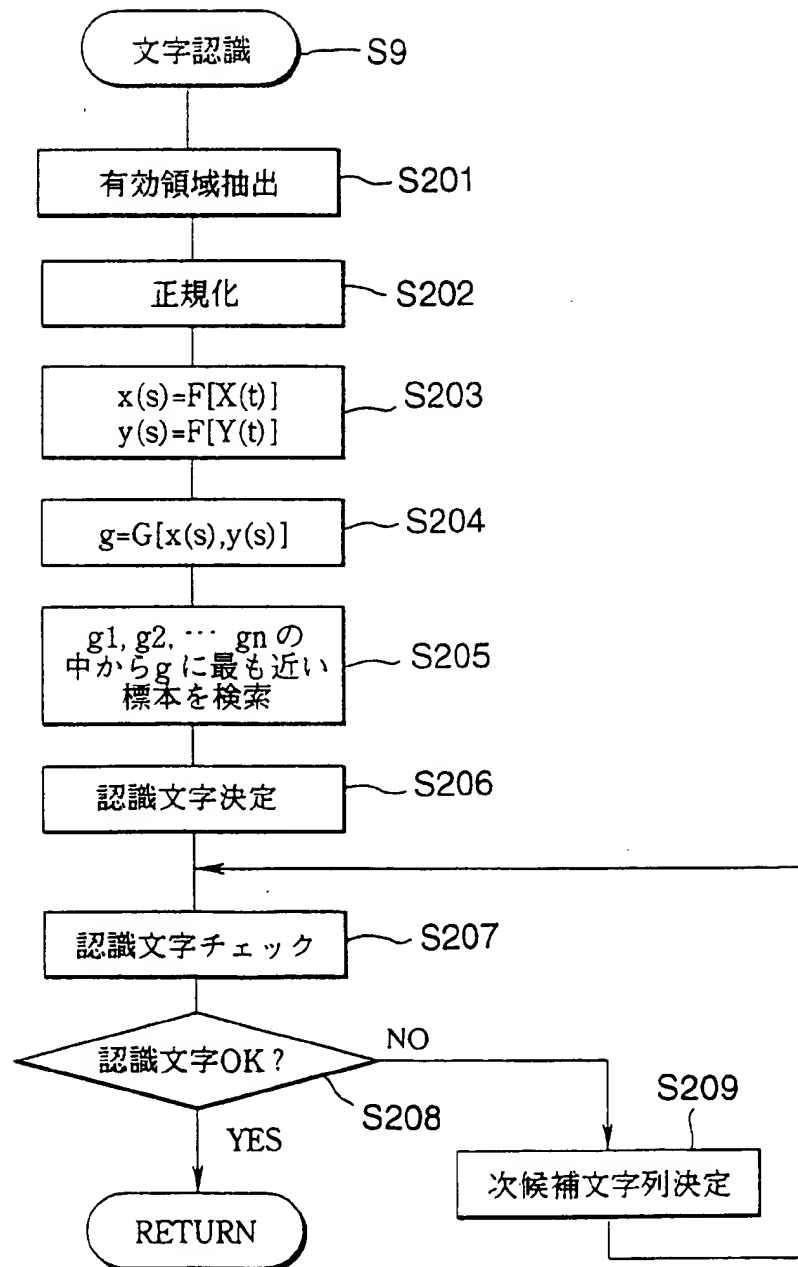 文字認識
S9
有効領域抽出
S201
正規化
S202
x(s)=F[X(t)]
y(s)=F[Y(t)]
S203
g=G[x(s),y(s)]
S204
g1, g2, … gn の
中からgに最も近い
標本を検索
S205
認識文字決定
S206
認識文字チェック
S207
認識文字OK?
NO
S208
YES
S209
次候補文字列決定
RETURN